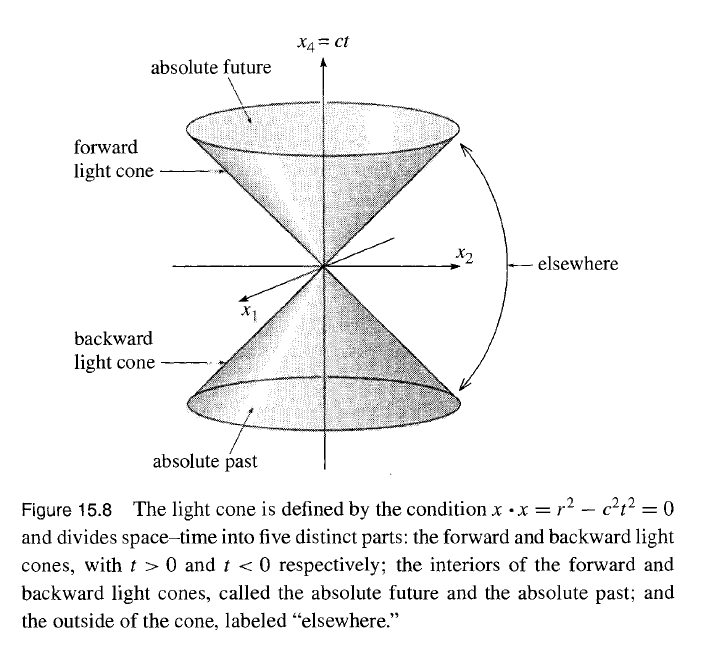 x₄ = ct
absolute future
forward
light cone
x₂
elsewhere
x₁
backward
light cone
absolute past
Figure 15.8 The light cone is defined by the condition x • x = r² − c²t² = 0
and divides space–time into five distinct parts: the forward and backward light
cones, with t > 0 and t < 0 respectively; the interiors of the forward and
backward light cones, called the absolute future and the absolute past; and
the outside of the cone, labeled “elsewhere.”